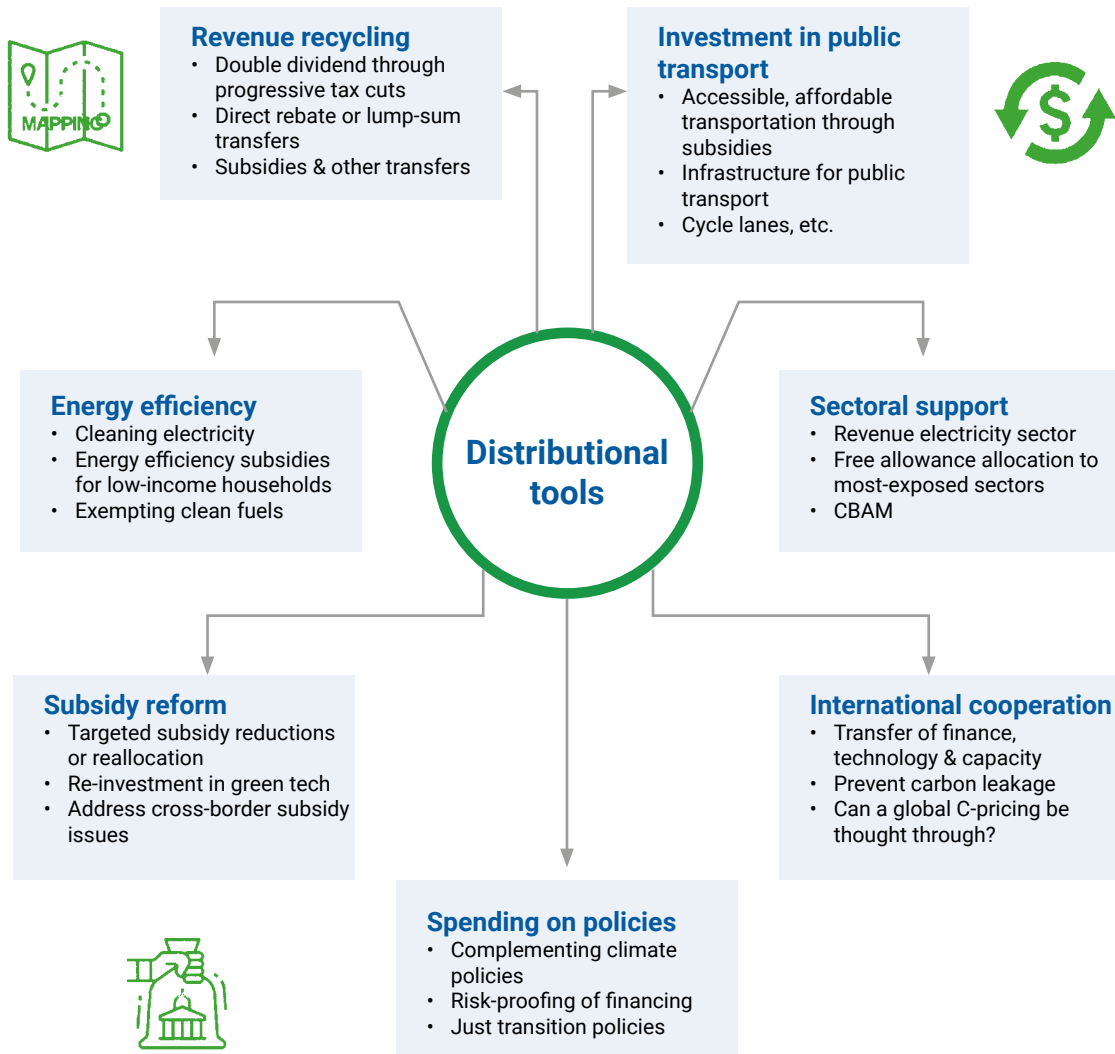 Revenue recycling
• Double dividend through
progressive tax cuts
• Direct rebate or lump-sum
transfers
• Subsidies & other transfers
Investment in public
transport
• Accessible, affordable
transportation through
subsidies
• Infrastructure for public
transport
• Cycle lanes, etc.
MAPPING
$
Energy efficiency
• Cleaning electricity
• Energy efficiency subsidies
for low-income households
• Exempting clean fuels
Distributional
tools
Sectoral support
• Revenue electricity sector
• Free allowance allocation to
most-exposed sectors
• CBAM
Subsidy reform
• Targeted subsidy reductions
or reallocation
• Re-investment in green tech
• Address cross-border subsidy
issues
International cooperation
• Transfer of finance,
technology & capacity
• Prevent carbon leakage
• Can a global C-pricing be
thought through?
Spending on policies
• Complementing climate
policies
• Risk-proofing of financing
• Just transition policies